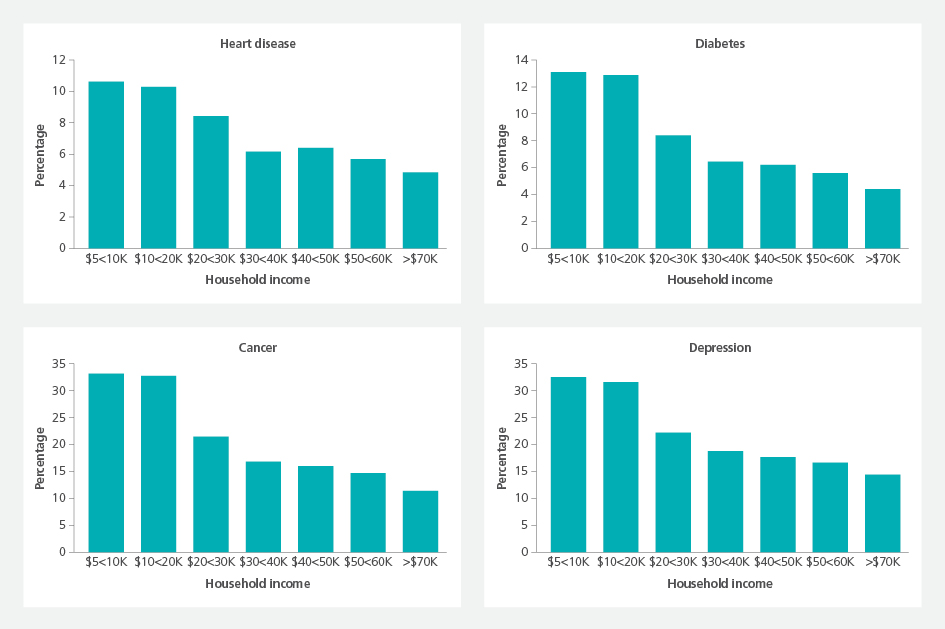 Heart disease
12
10
8
6
4
2
0
Percentage
$5<10K $10<20K $20<30K $30<40K $40<50K $50<60K >$70K
Household income
Diabetes
14
12
10
8
6
4
2
0
Percentage
$5<10K $10<20K $20<30K $30<40K $40<50K $50<60K >$70K
Household income
Cancer
35
30
25
20
15
10
5
0
Percentage
$5<10K $10<20K $20<30K $30<40K $40<50K $50<60K >$70K
Household income
Depression
35
30
25
20
15
10
5
0
Percentage
$5<10K $10<20K $20<30K $30<40K $40<50K $50<60K >$70K
Household income